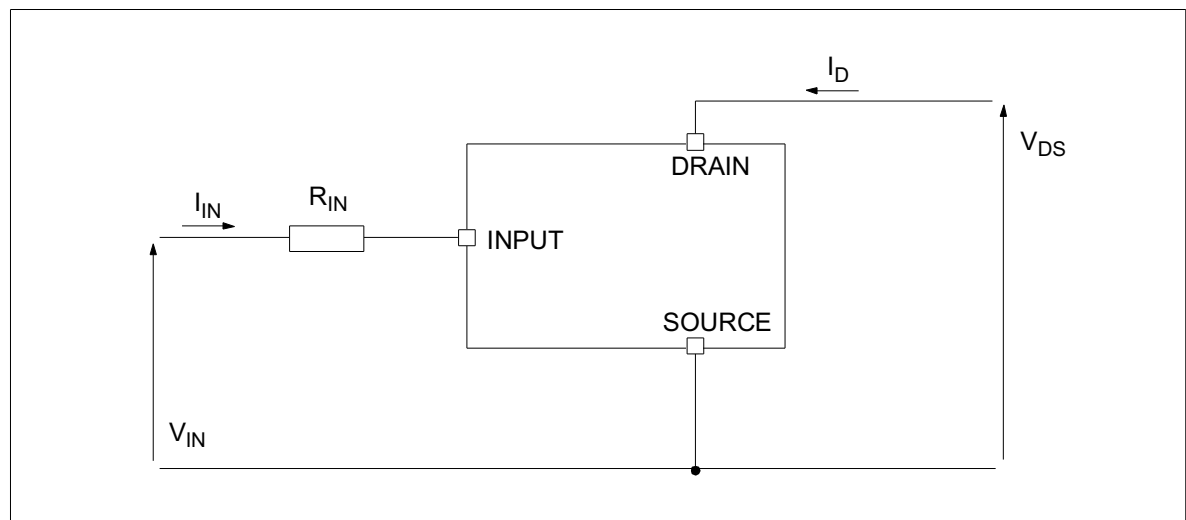 I_D
DRAIN
V_DS
I_IN
R_IN
INPUT
SOURCE
V_IN